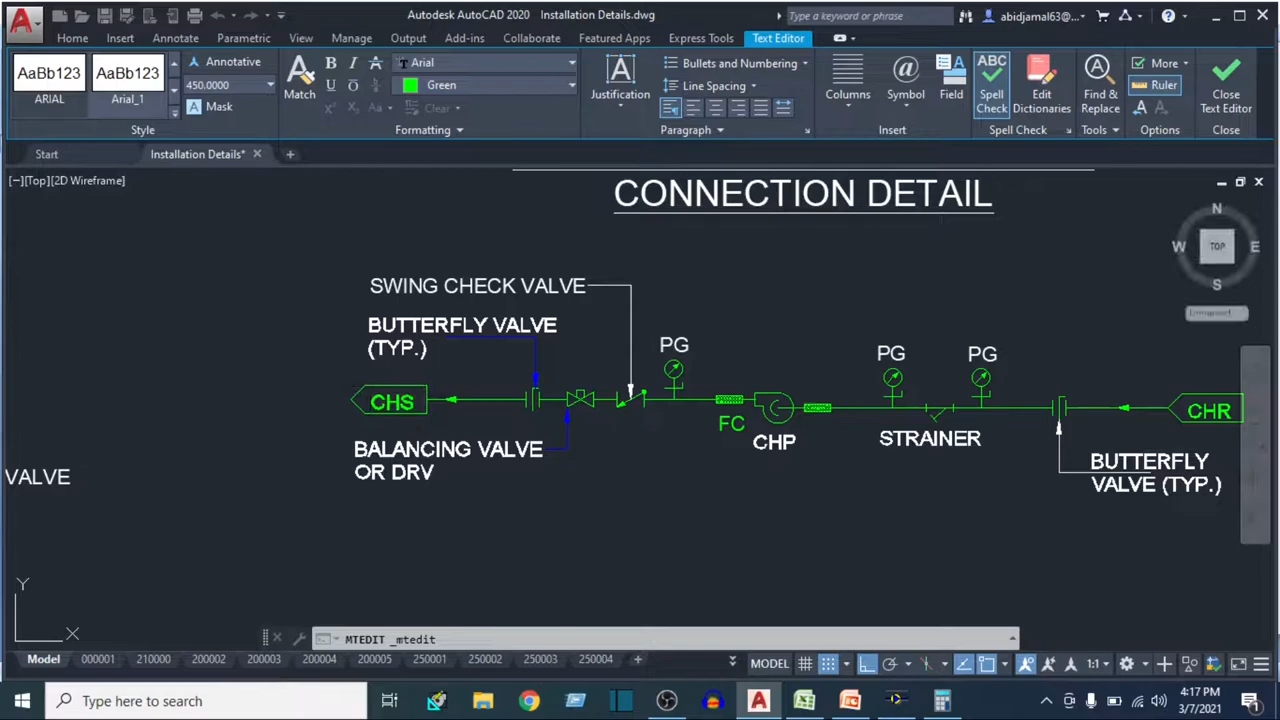 Autodesk AutoCAD 2020 Installation Details.dwg
Type a keyword or phrase
abidjamal63@...
Home Insert Annotate Parametric View Manage Output Add-ins Collaborate Featured Apps Express Tools Text Editor
AaBb123 AaBb123
ARIAL Arial_1
Annotative
450.0000
Mask
Style
Match
B I A
Arial
U O
Green
Aa Clear
Formatting
Justification
Bullets and Numbering
Line Spacing
Paragraph
Columns Symbol Field
Insert
ABC
Spell Check
Edit Dictionaries
Spell Check
Find & Replace
Tools
More
Ruler
Options
Close Text Editor
Close
Start Installation Details*
[−][Top][2D Wireframe]
CONNECTION DETAIL
N
W TOP E
S
Unnamed
SWING CHECK VALVE
BUTTERFLY VALVE
(TYP.)
PG
PG
PG
CHS
CHR
FC
CHP
STRAINER
BALANCING VALVE
OR DRV
BUTTERFLY
VALVE (TYP.)
VALVE
Y
X
MTEDIT _mtedit
Model 000001 210000 200002 200003 200004 200005 250001 250002 250003 250004
MODEL 1:1
Type here to search
4:17 PM
3/7/2021
1